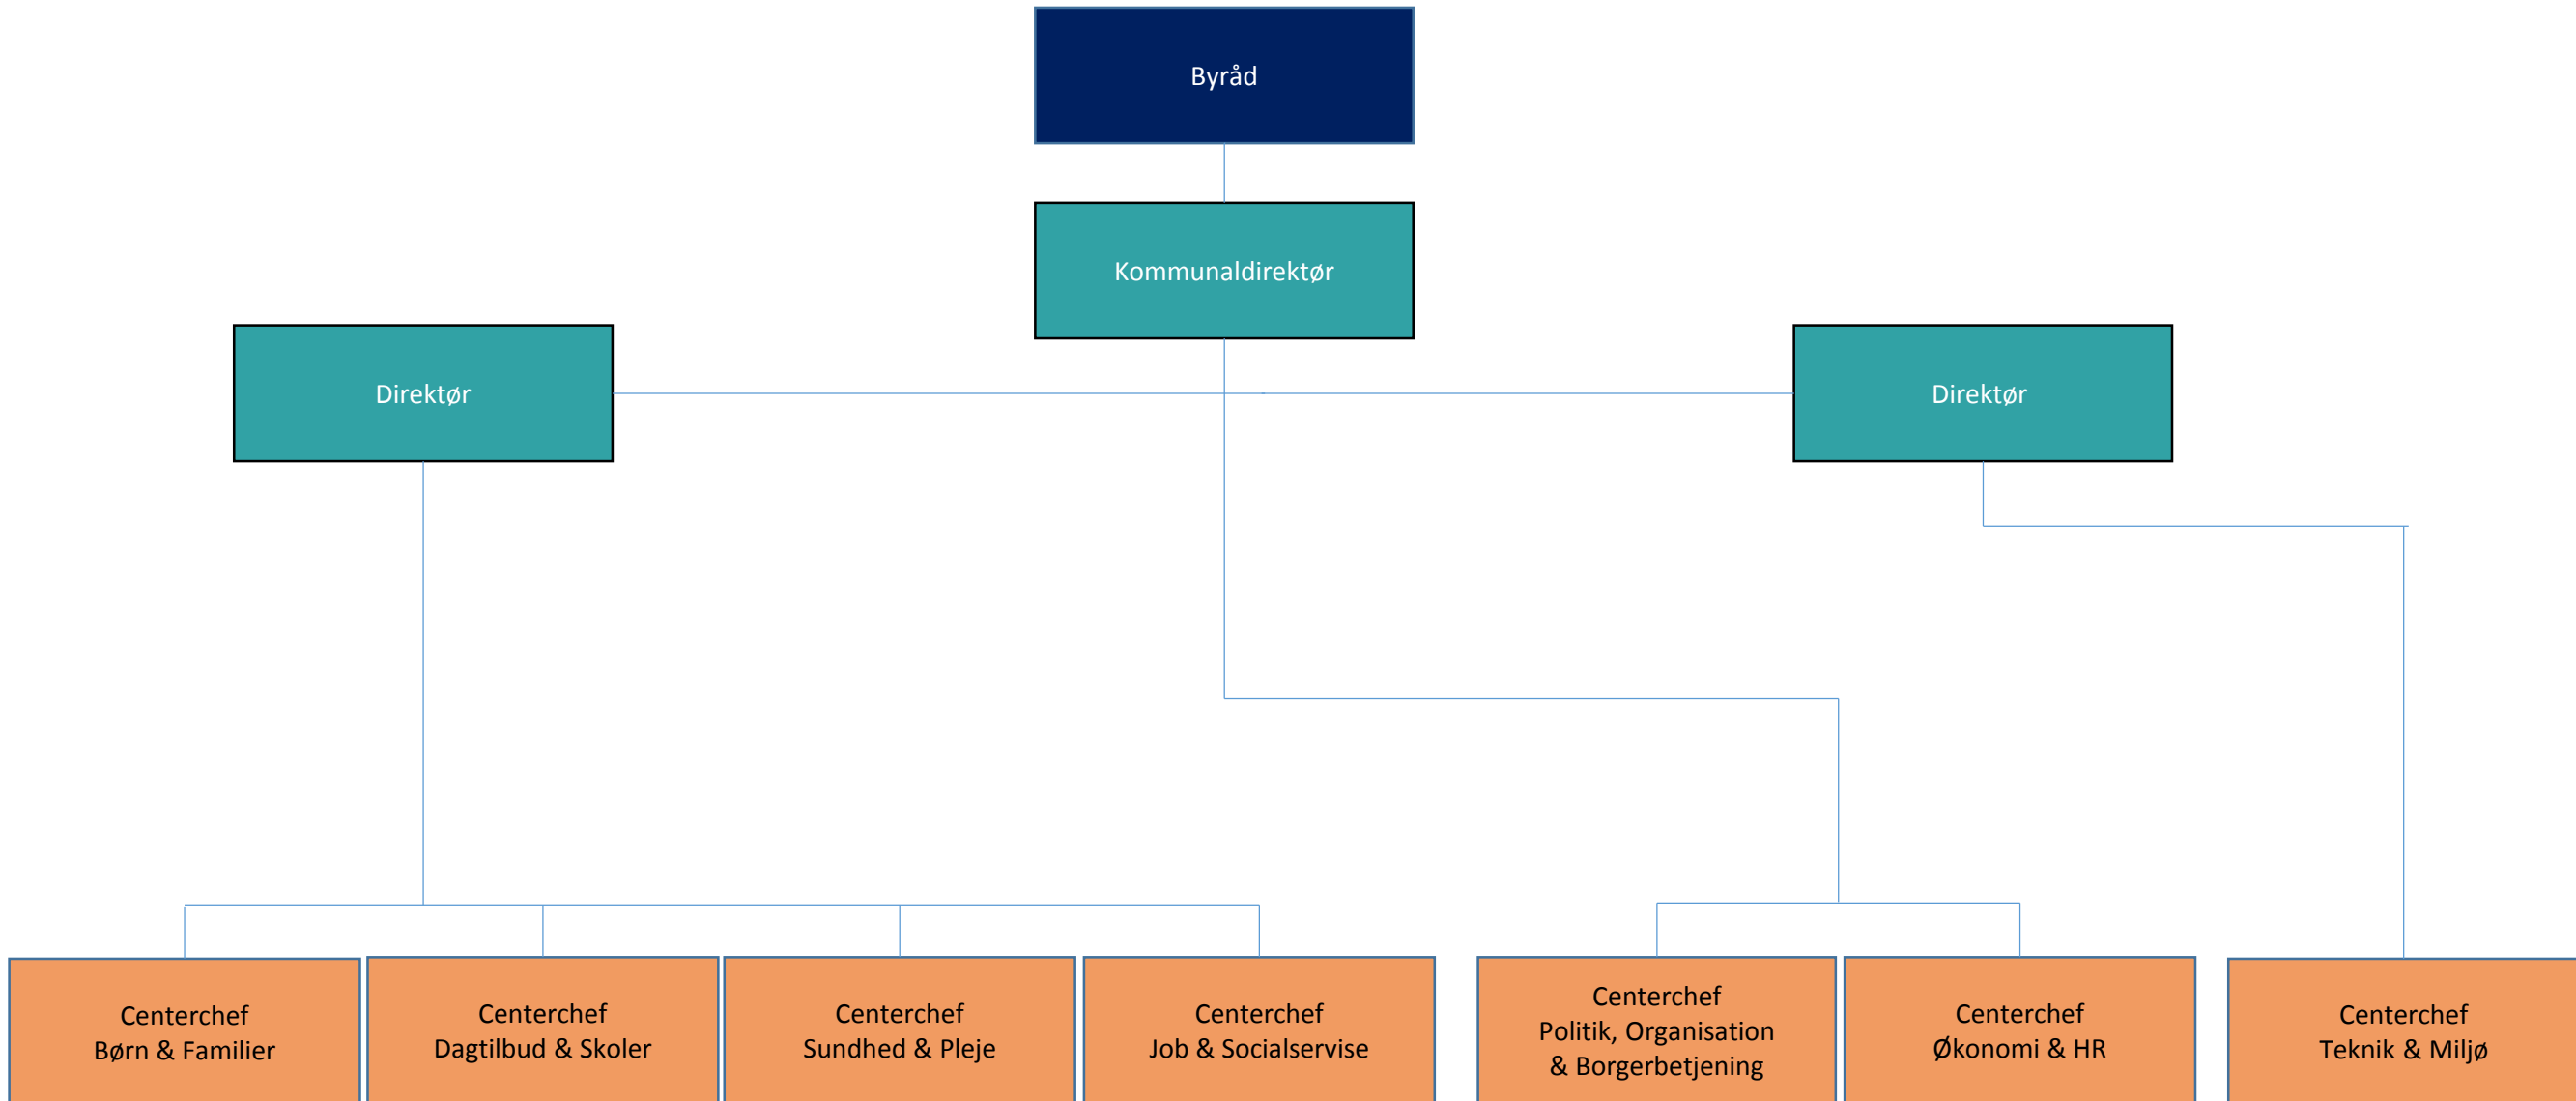 Byråd
Kommunaldirektør
Direktør
Direktør
Centerchef
Børn & Familier
Centerchef
Dagtilbud & Skoler
Centerchef
Sundhed & Pleje
Centerchef
Job & Socialservise
Centerchef
Politik, Organisation
& Borgerbetjening
Centerchef
Økonomi & HR
Centerchef
Teknik & Miljø